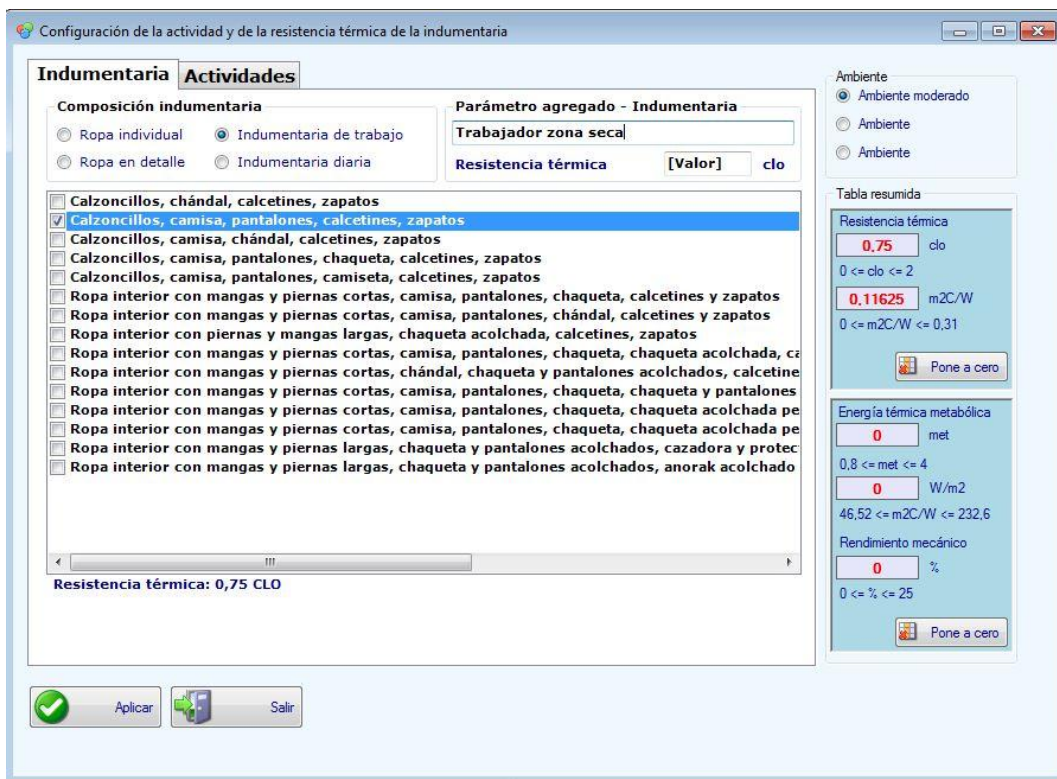 Configuración de la actividad y de la resistencia térmica de la indumentaria
Indumentaria
Actividades
Composición indumentaria
Ropa individual
Indumentaria de trabajo
Ropa en detalle
Indumentaria diaria
Parámetro agregado - Indumentaria
Trabajador zona seca
Resistencia térmica [Valor] clo
Calzoncillos, chándal, calcetines, zapatos
Calzoncillos, camisa, pantalones, calcetines, zapatos
Calzoncillos, camisa, chándal, calcetines, zapatos
Calzoncillos, camisa, pantalones, chaqueta, calcetines, zapatos
Calzoncillos, camisa, pantalones, camiseta, calcetines, zapatos
Ropa interior con mangas y piernas cortas, camisa, pantalones, chaqueta, calcetines y zapatos
Ropa interior con mangas y piernas cortas, camisa, pantalones, chándal, calcetines y zapatos
Ropa interior con piernas y mangas largas, chaqueta acolchada, calcetines, zapatos
Ropa interior con mangas y piernas cortas, camisa, pantalones, chaqueta, chaqueta acolchada, ca
Ropa interior con mangas y piernas cortas, chándal, chaqueta y pantalones acolchados, calcetine
Ropa interior con mangas y piernas cortas, camisa, pantalones, chaqueta, chaqueta y pantalones
Ropa interior con mangas y piernas cortas, camisa, pantalones, chaqueta, chaqueta acolchada pe
Ropa interior con mangas y piernas cortas, camisa, pantalones, chaqueta, chaqueta acolchada pe
Ropa interior con mangas y piernas largas, chaqueta y pantalones acolchados, cazadora y protec
Ropa interior con mangas y piernas largas, chaqueta y pantalones acolchados, anorak acolchado
Resistencia térmica: 0,75 CLO
Aplicar
Salir
Ambiente
Ambiente moderado
Ambiente
Ambiente
Tabla resumida
Resistencia térmica
0,75 clo
0 <= clo <= 2
0,11625 m2C/W
0 <= m2C/W <= 0,31
Pone a cero
Energía térmica metabólica
0 met
0,8 <= met <= 4
0 W/m2
46,52 <= m2C/W <= 232,6
Rendimiento mecánico
0 %
0 <= % <= 25
Pone a cero